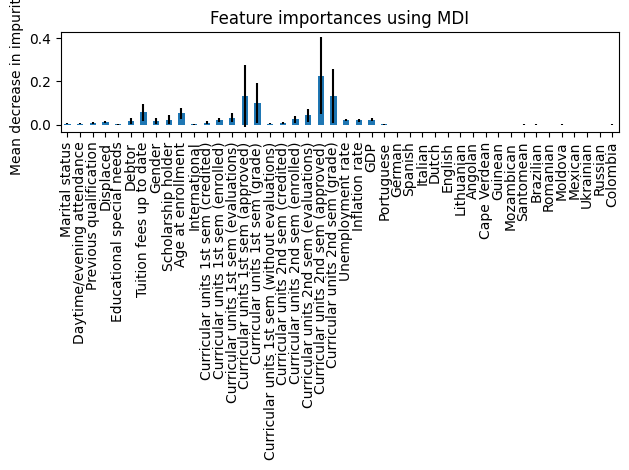 Feature importances using MDI
Mean decrease in impurit
0.4
0.2
0.0
Marital status
Daytime/evening attendance
Previous qualification
Displaced
Educational special needs
Debtor
Tuition fees up to date
Gender
Scholarship holder
Age at enrollment
International
Curricular units 1st sem (credited)
Curricular units 1st sem (enrolled)
Curricular units 1st sem (evaluations)
Curricular units 1st sem (approved)
Curricular units 1st sem (grade)
Curricular units 1st sem (without evaluations)
Curricular units 2nd sem (credited)
Curricular units 2nd sem (enrolled)
Curricular units 2nd sem (evaluations)
Curricular units 2nd sem (approved)
Curricular units 2nd sem (grade)
Unemployment rate
Inflation rate
GDP
Portuguese
German
Spanish
Italian
Dutch
English
Lithuanian
Angolan
Cape Verdean
Guinean
Mozambican
Santomean
Brazilian
Romanian
Moldova
Mexican
Ukrainian
Russian
Colombia